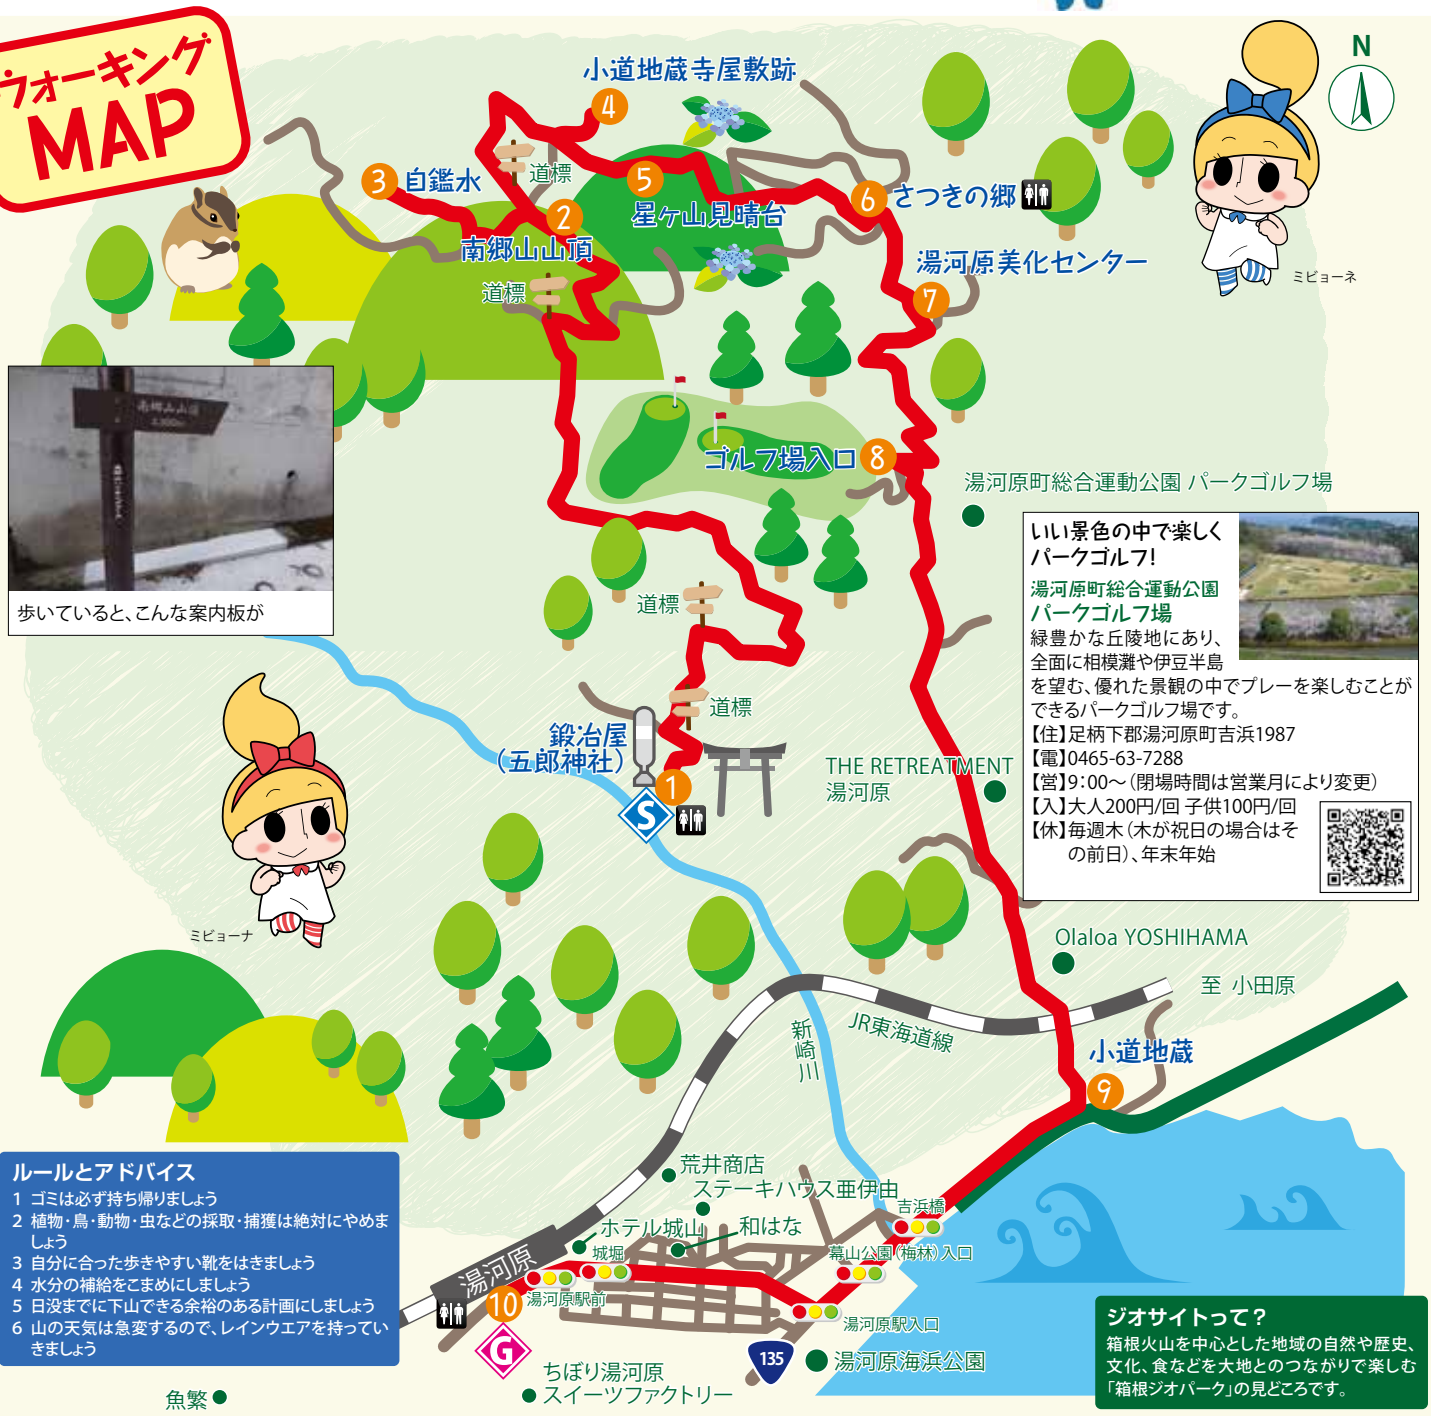 ウォーキング
MAP
N
小道地蔵寺屋敷跡
4
道標
3 自鑑水
5
星ヶ山見晴台
2
南郷山山頂
6 さつきの郷
湯河原美化センター
7
道標
ミビョーネ
ゴルフ場入口 8
湯河原町総合運動公園 パークゴルフ場
歩いていると、こんな案内板が
いい景色の中で楽しく
パークゴルフ!
湯河原町総合運動公園
パークゴルフ場
緑豊かな丘陵地にあり、
全面に相模灘や伊豆半島
を望む、優れた景観の中でプレーを楽しむことが
できるパークゴルフ場です。
【住】足柄下郡湯河原町吉浜1987
【電】0465-63-7288
【営】9:00〜(閉場時間は営業月により変更)
【入】大人200円/回 子供100円/回
【休】毎週木(木が祝日の場合はそ
の前日)、年末年始
道標
道標
鍛冶屋
(五郎神社)
1
S
THE RETREATMENT
湯河原
ミビョーナ
Olaloa YOSHIHAMA
至 小田原
JR東海道線
新崎川
小道地蔵
9
荒井商店
ステーキハウス亜伊由
吉浜橋
ホテル城山
和はな
城堀
幕山公園(梅林)入口
湯河原
10
湯河原駅前
湯河原駅入口
G
135
湯河原海浜公園
ちぼり湯河原
スイーツファクトリー
魚繁
ルールとアドバイス
1 ゴミは必ず持ち帰りましょう
2 植物・鳥・動物・虫などの採取・捕獲は絶対にやめま
しょう
3 自分に合った歩きやすい靴をはきましょう
4 水分の補給をこまめにしましょう
5 日没までに下山できる余裕のある計画にしましょう
6 山の天気は急変するので、レインウエアを持ってい
きましょう
ジオサイトって?
箱根火山を中心とした地域の自然や歴史、
文化、食などを大地とのつながりで楽しむ
「箱根ジオパーク」の見どころです。